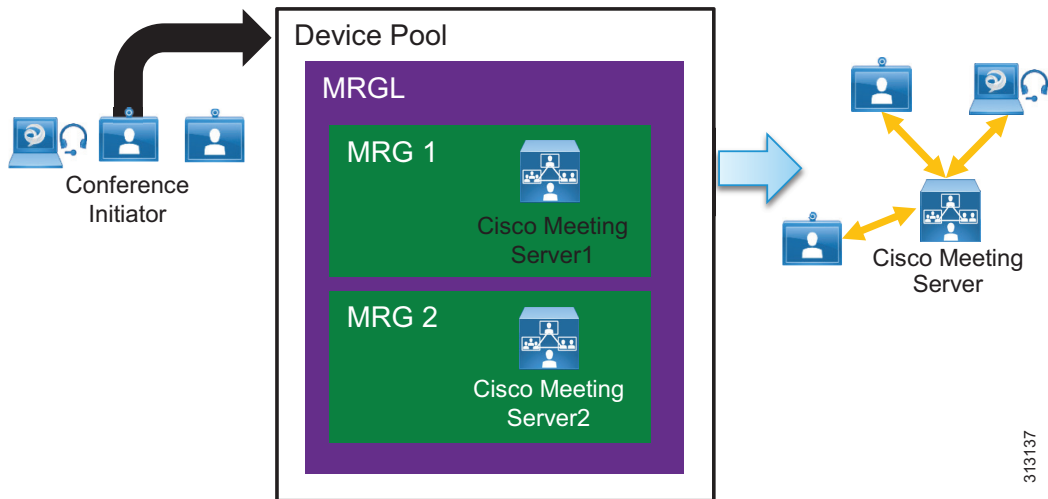 Device Pool
MRGL
MRG 1
Cisco Meeting
Server1
MRG 2
Cisco Meeting
Server2
Conference
Initiator
Cisco Meeting
Server
313137